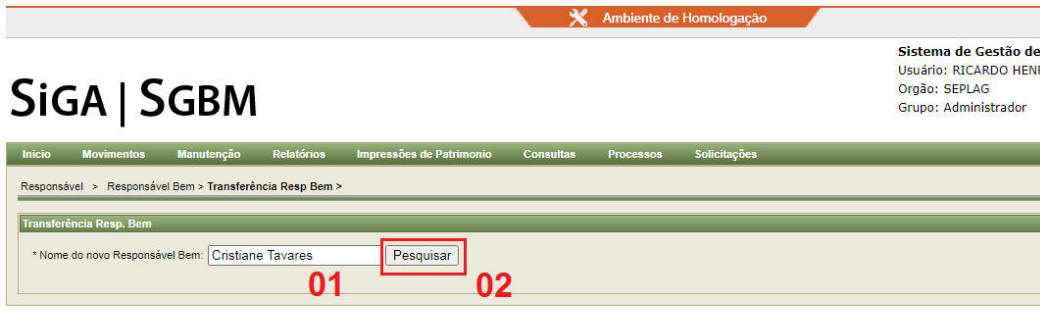 Ambiente de Homologação
Sistema de Gestão de
Usuário: RICARDO HEN
Orgão: SEPLAG
Grupo: Administrador
SiGA | SGBM
Inicio Movimentos Manutenção Relatórios Impressões de Patrimonio Consultas Processos Solicitações
Responsável > Responsável Bem > Transferência Resp Bem >
Transferência Resp. Bem
* Nome do novo Responsável Bem: Cristiane Tavares Pesquisar
01 02